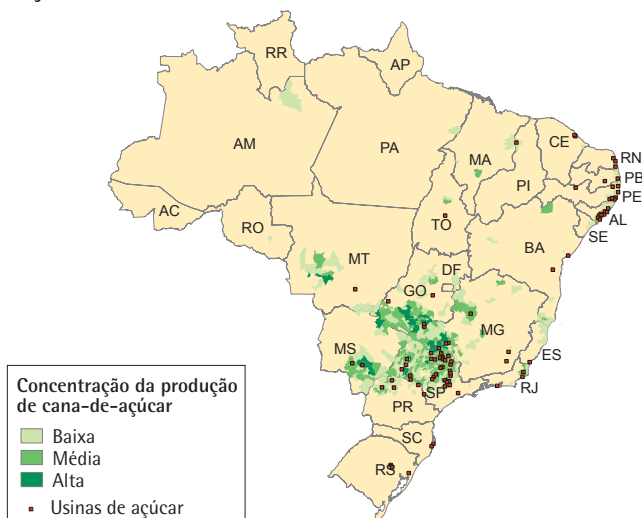 RR
AP
AM
PA
MA
CE
RN
PB
PE
AL
SE
PI
AC
RO
TO
MT
BA
DF
GO
MG
MS
ES
SP
RJ
PR
SC
RS
Concentração da produção
de cana-de-açúcar
Baixa
Média
Alta
Usinas de açúcar